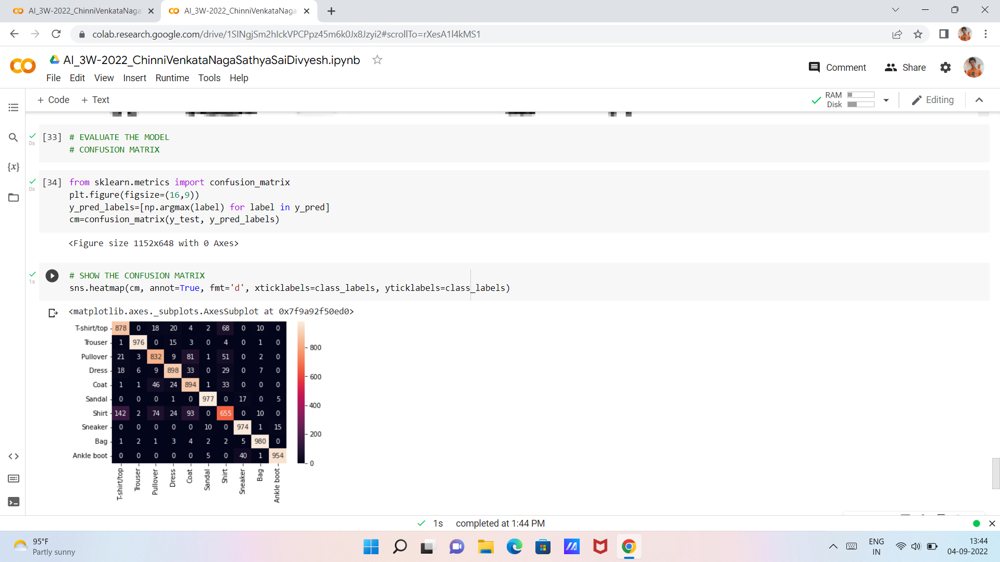 AI_3W-2022_ChinniVenkataNaga
AI_3W-2022_ChinniVenkataNaga
colab.research.google.com/drive/1SINgjSm2hIckVPCPpz45m6k0Jx8Jzyi2#scrollTo=rXesA1l4kMS1
AI_3W-2022_ChinniVenkataNagaSathyaSaiDivyesh.ipynb
Comment
Share
File Edit View Insert Runtime Tools Help
+ Code + Text
RAM
Disk
Editing
[33] # EVALUATE THE MODEL
0s
# CONFUSION MATRIX
{x}
[34] from sklearn.metrics import confusion_matrix
0s
plt.figure(figsize=(16,9))
y_pred_labels=[np.argmax(label) for label in y_pred]
cm=confusion_matrix(y_test, y_pred_labels)
<Figure size 1152x648 with 0 Axes>
# SHOW THE CONFUSION MATRIX
1s
sns.heatmap(cm, annot=True, fmt='d', xticklabels=class_labels, yticklabels=class_labels)
<matplotlib.axes._subplots.AxesSubplot at 0x7f9a92f50ed0>
T-shirt/top 878 0 18 20 4 2 68 0 10 0
Trouser 1 976 0 15 3 0 4 0 1 0
Pullover 21 3 832 9 81 1 51 0 2 0
Dress 18 6 9 898 33 0 29 0 7 0
Coat 1 1 46 24 894 1 33 0 0 0
Sandal 0 0 0 1 0 977 0 17 0 5
Shirt 142 2 74 24 93 0 655 0 10 0
Sneaker 0 0 0 0 0 10 0 974 1 15
Bag 1 2 1 3 4 2 2 5 980 0
Ankle boot 0 0 0 0 0 5 0 40 1 954
800
600
400
200
0
T-shirt/top
Trouser
Pullover
Dress
Coat
Sandal
Shirt
Sneaker
Bag
Ankle boot
1s completed at 1:44 PM
95°F
Partly sunny
ENG
IN
13:44
04-09-2022